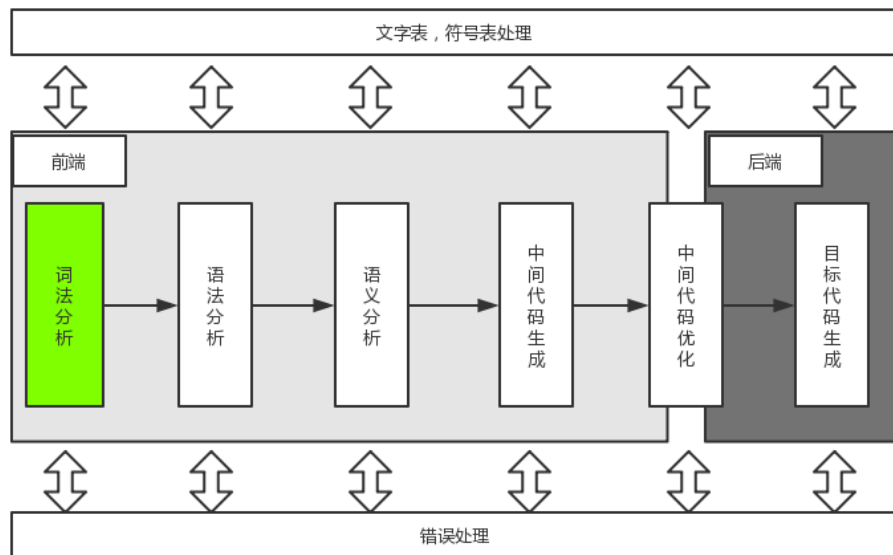 文字表，符号表处理
前端
后端
词法分析
语法分析
语义分析
中间代码生成
中间代码优化
目标代码生成
错误处理